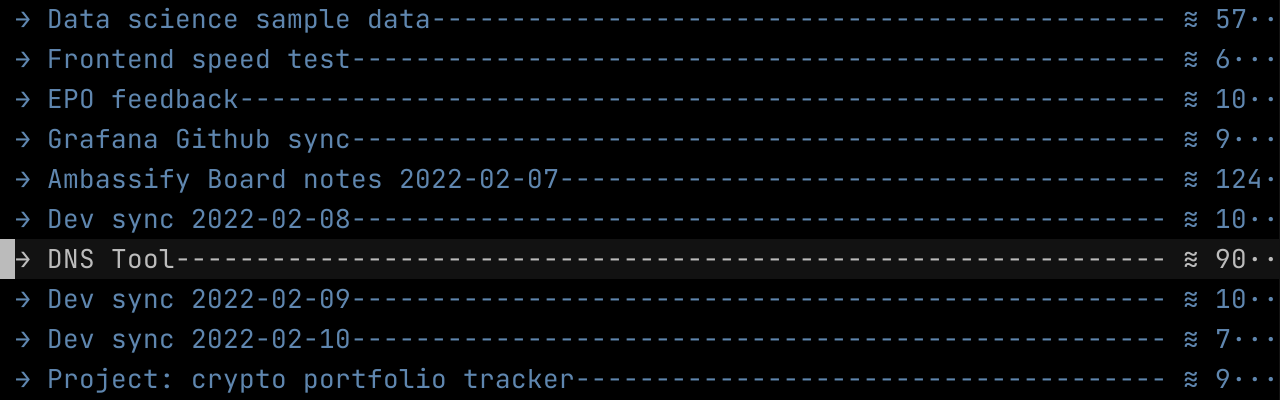 → Data science sample data---------------------------------------------- ≋ 57··
→ Frontend speed test--------------------------------------------------- ≋ 6···
→ EPO feedback---------------------------------------------------------- ≋ 10··
→ Grafana Github sync--------------------------------------------------- ≋ 9···
→ Ambassify Board notes 2022-02-07-------------------------------------- ≋ 124·
→ Dev sync 2022-02-08--------------------------------------------------- ≋ 10··
→ DNS Tool-------------------------------------------------------------- ≋ 90··
→ Dev sync 2022-02-09--------------------------------------------------- ≋ 10··
→ Dev sync 2022-02-10--------------------------------------------------- ≋ 7···
→ Project: crypto portfolio tracker------------------------------------- ≋ 9···